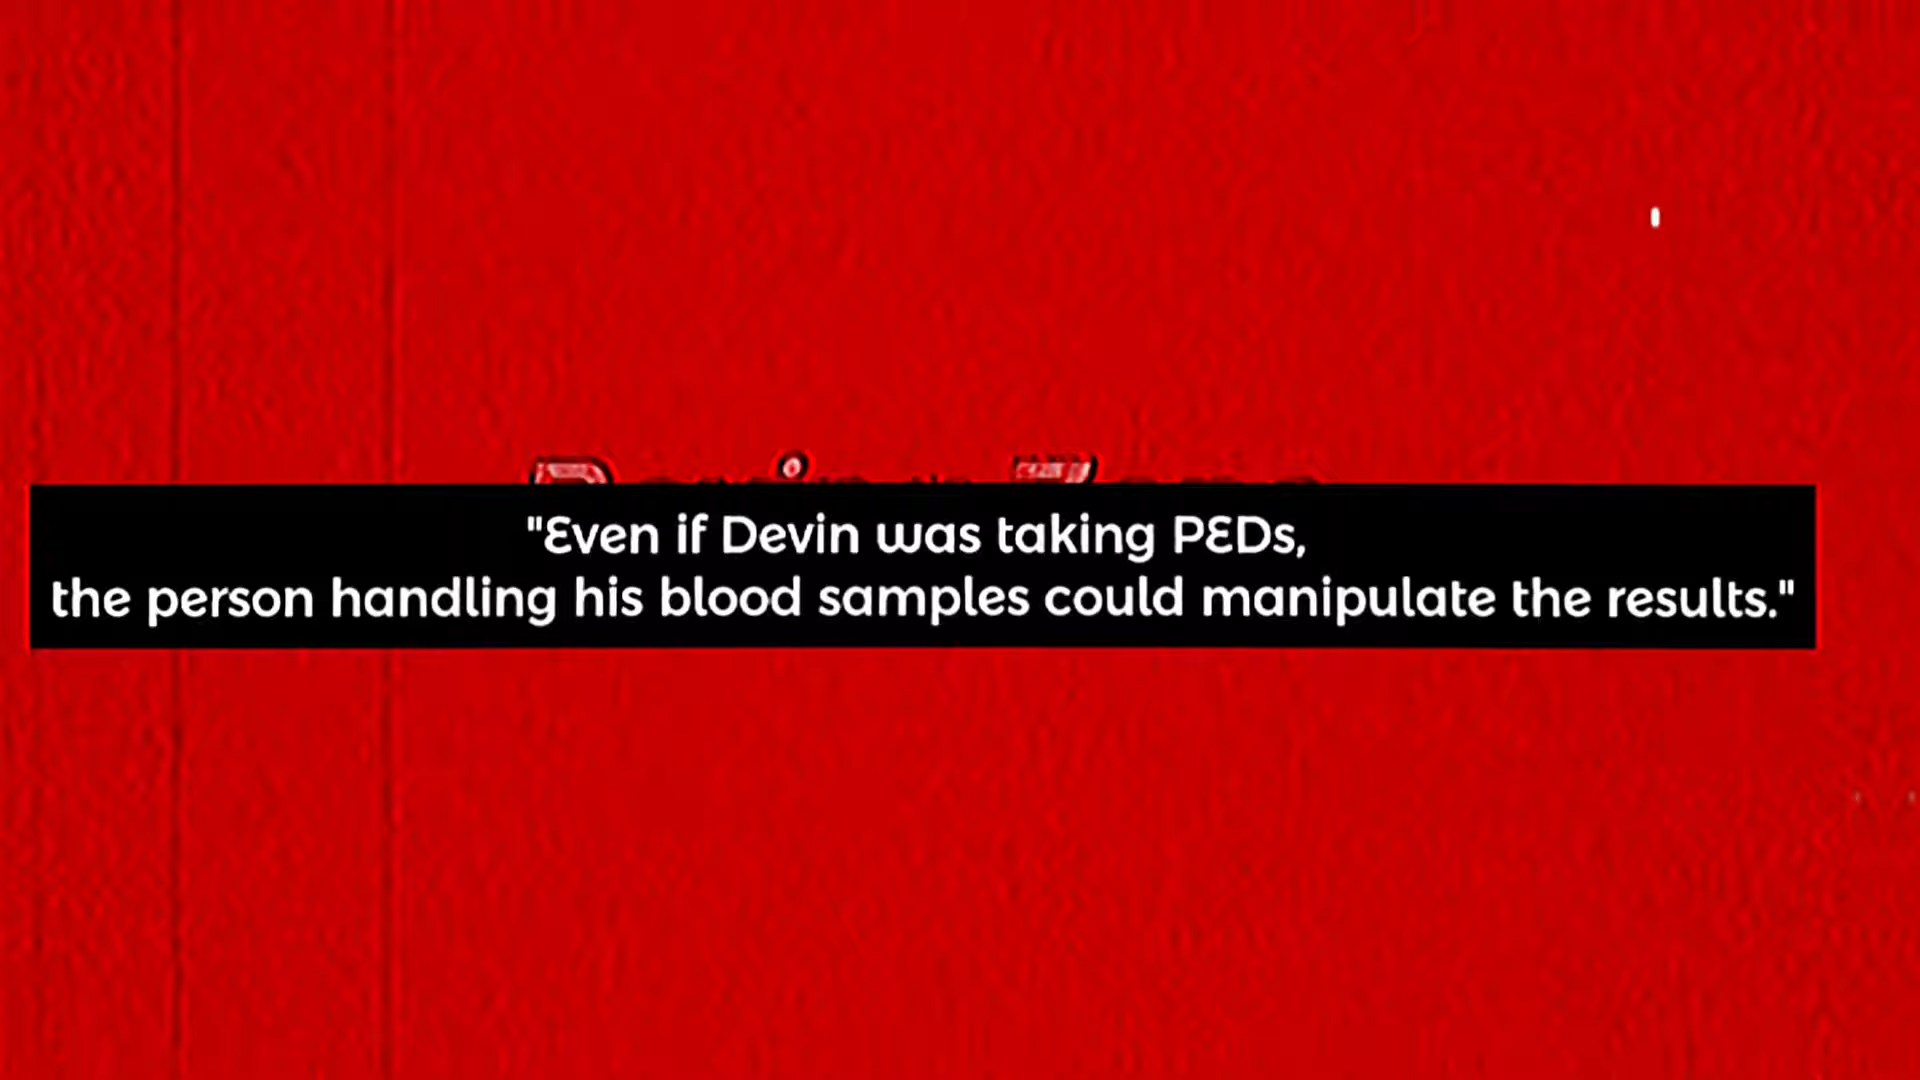 "Even if Devin was taking PEDs,
the person handling his blood samples could manipulate the results."